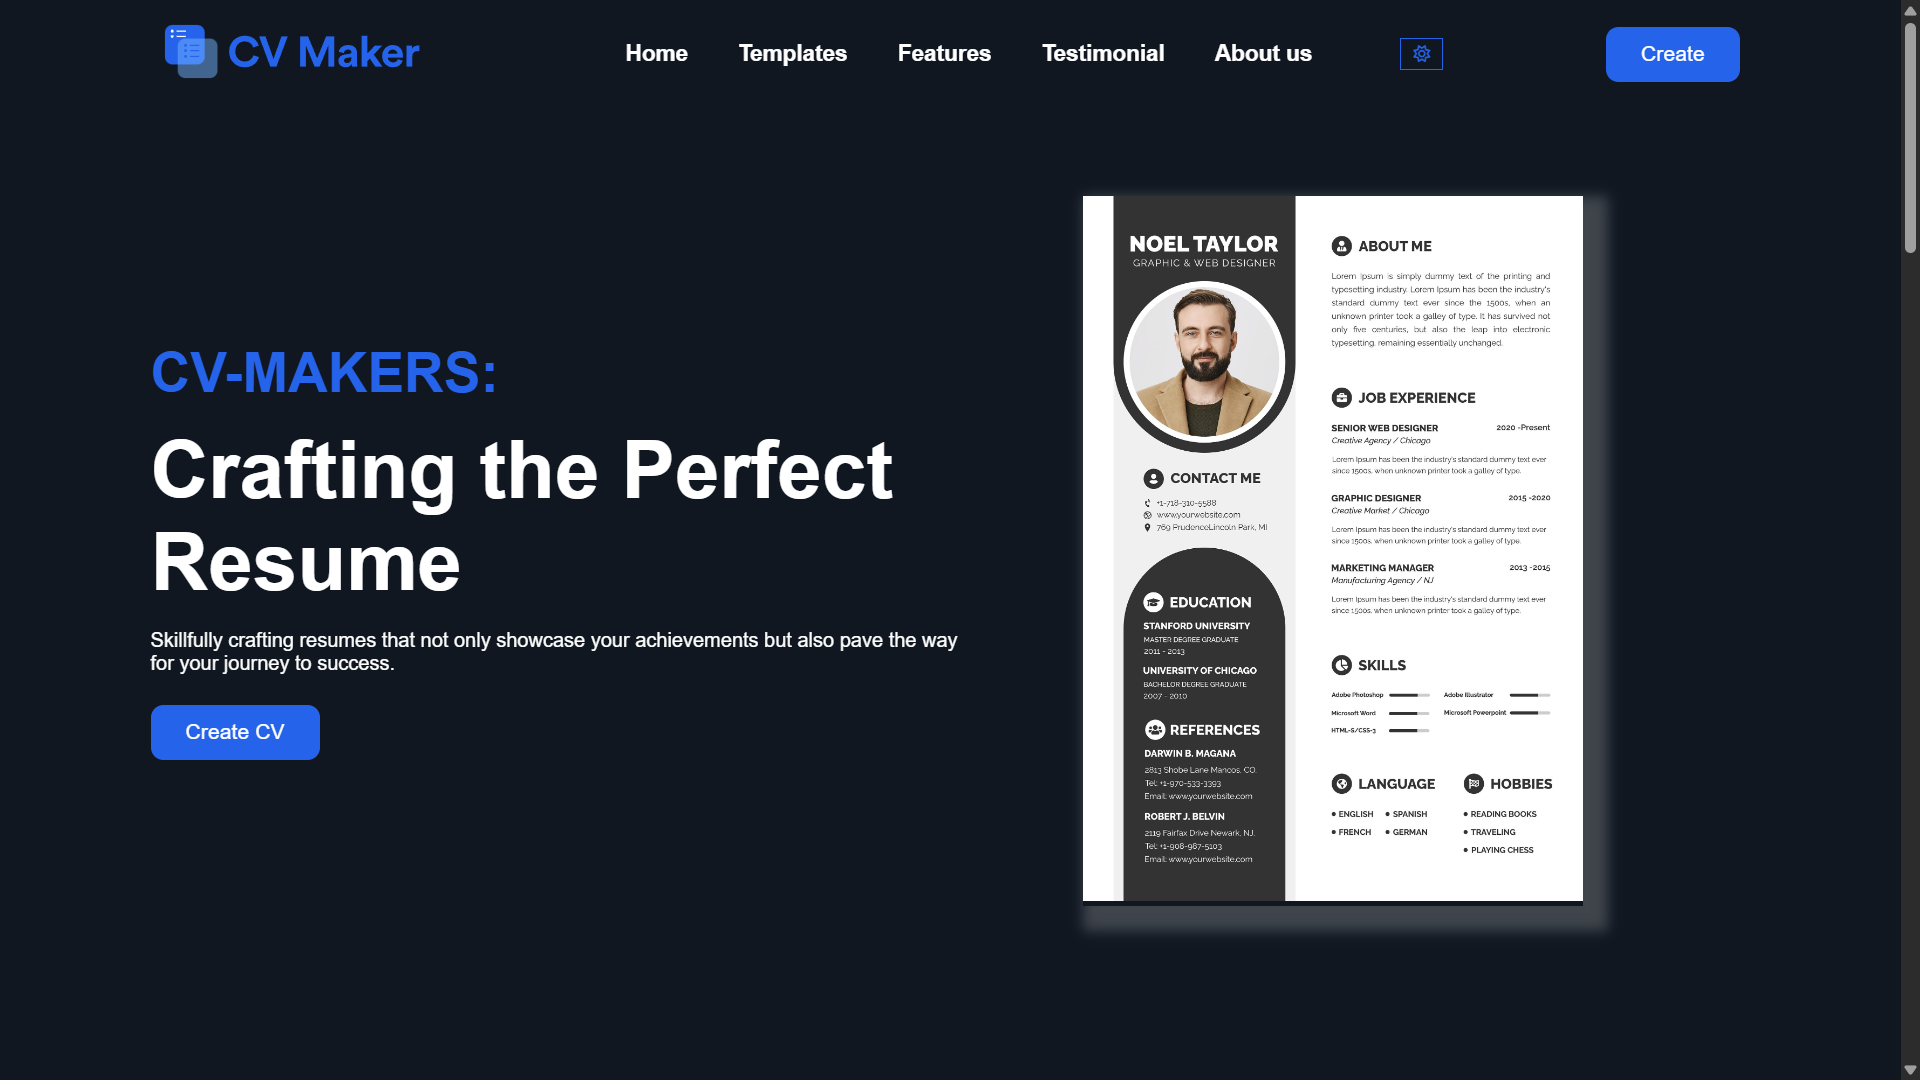 CV Maker
Home
Templates
Features
Testimonial
About us
Create
CV-MAKERS:
Crafting the Perfect
Resume
Skillfully crafting resumes that not only showcase your achievements but also pave the way
for your journey to success.
Create CV
NOEL TAYLOR
GRAPHIC & WEB DESIGNER
CONTACT ME
+1-718-310-5588
www.yourwebsite.com
769 PrudenceLincoln Park, MI
EDUCATION
STANFORD UNIVERSITY
MASTER DEGREE GRADUATE
2011 - 2013
UNIVERSITY OF CHICAGO
BACHELOR DEGREE GRADUATE
2007 - 2010
REFERENCES
DARWIN B. MAGANA
2813 Shobe Lane Mancos, CO.
Tel: +1-970-533-3393
Email: www.yourwebsite.com
ROBERT J. BELVIN
2119 Fairfax Drive Newark, NJ.
Tel: +1-908-987-5103
Email: www.yourwebsite.com
ABOUT ME
Lorem Ipsum is simply dummy text of the printing and
typesetting industry. Lorem Ipsum has been the industry's
standard dummy text ever since the 1500s, when an
unknown printer took a galley of type. It has survived not
only five centuries, but also the leap into electronic
typesetting, remaining essentially unchanged.
JOB EXPERIENCE
SENIOR WEB DESIGNER 2020 -Present
Creative Agency / Chicago
Lorem Ipsum has been the industry's standard dummy text ever
since 1500s, when unknown printer took a galley of type.
GRAPHIC DESIGNER 2015 -2020
Creative Market / Chicago
Lorem Ipsum has been the industry's standard dummy text ever
since 1500s, when unknown printer took a galley of type.
MARKETING MANAGER 2013 -2015
Manufacturing Agency / NJ
Lorem Ipsum has been the industry's standard dummy text ever
since 1500s, when unknown printer took a galley of type.
SKILLS
Adobe Photoshop Adobe Illustrator
Microsoft Word Microsoft Powerpoint
HTML-5/CSS-3
LANGUAGE
ENGLISH SPANISH
FRENCH GERMAN
HOBBIES
READING BOOKS
TRAVELING
PLAYING CHESS